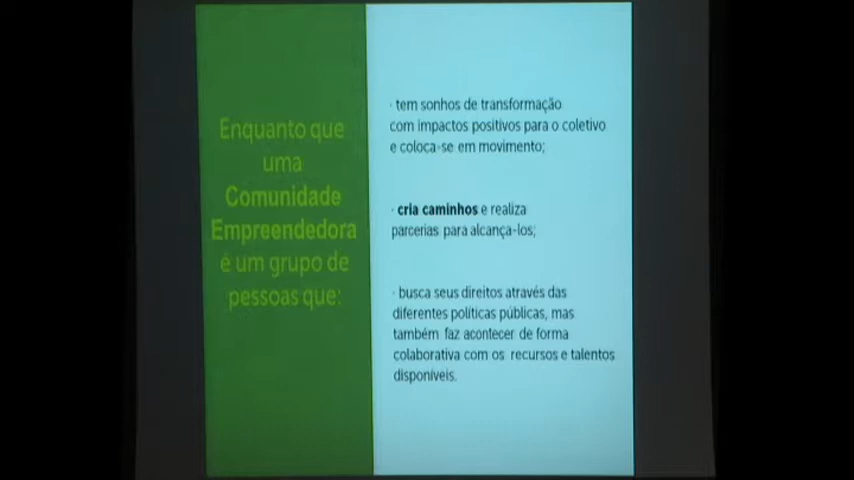 Enquanto que
uma
Comunidade
Empreendedora
é um grupo de
pessoas que:
· tem sonhos de transformação
com impactos positivos para o coletivo
e coloca-se em movimento;
· cria caminhos e realiza
parcerias para alcança-los;
· busca seus direitos através das
diferentes políticas públicas, mas
também faz acontecer de forma
colaborativa com os recursos e talentos
disponíveis.